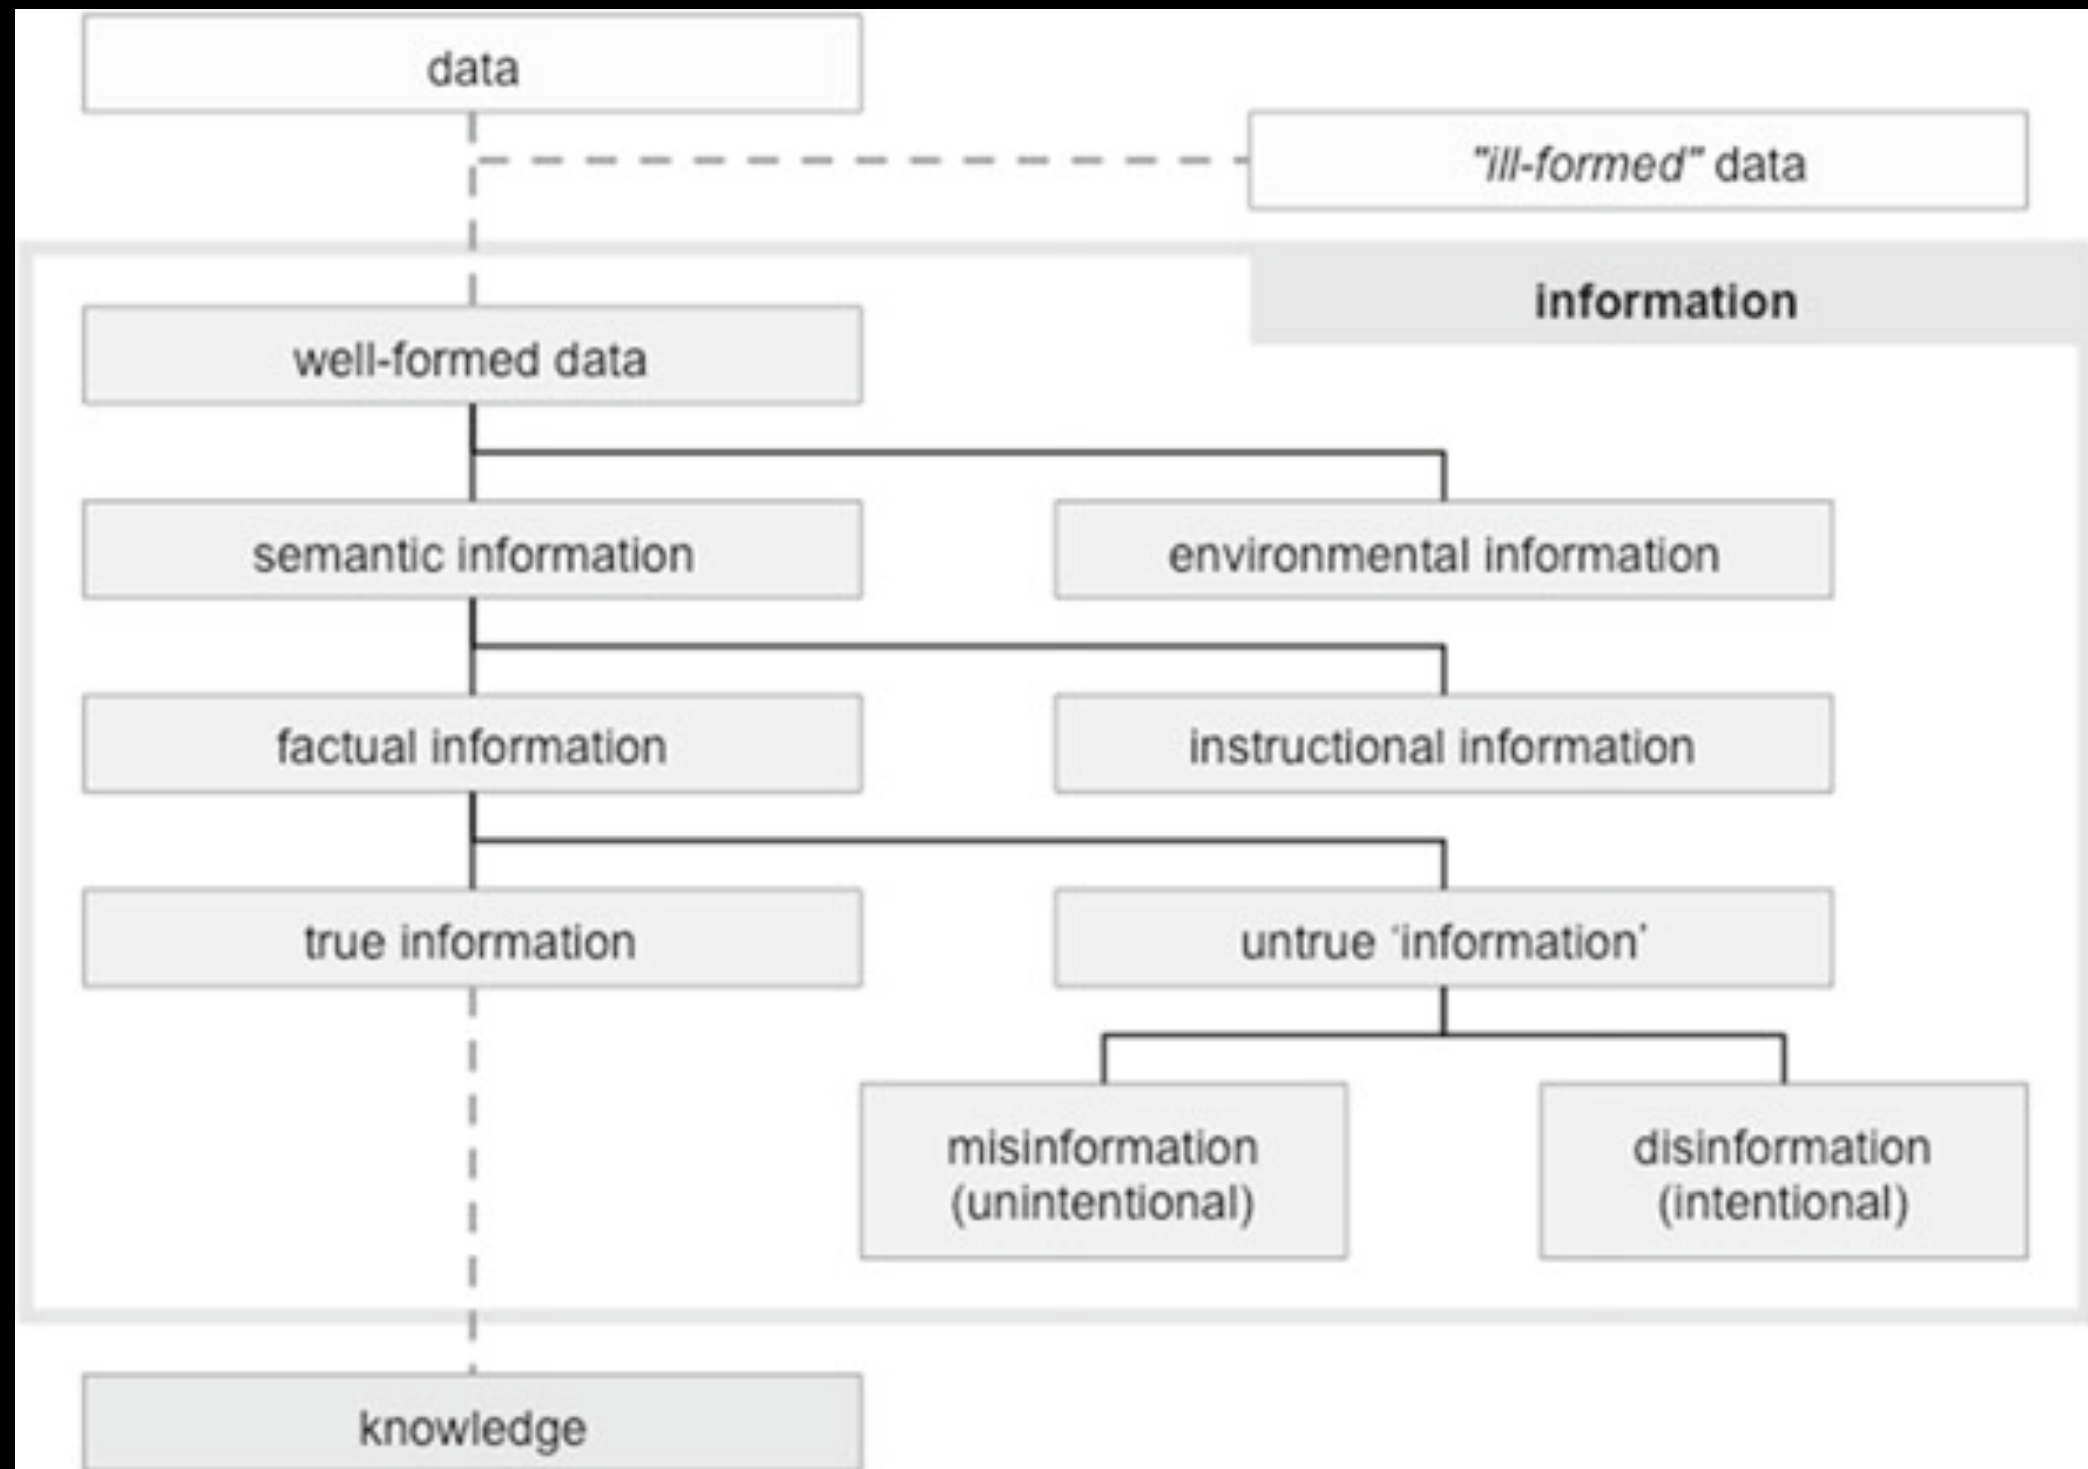 data
"ill-formed" data
information
well-formed data
semantic information
environmental information
factual information
instructional information
true information
untrue ‘information’
misinformation
(unintentional)
disinformation
(intentional)
knowledge